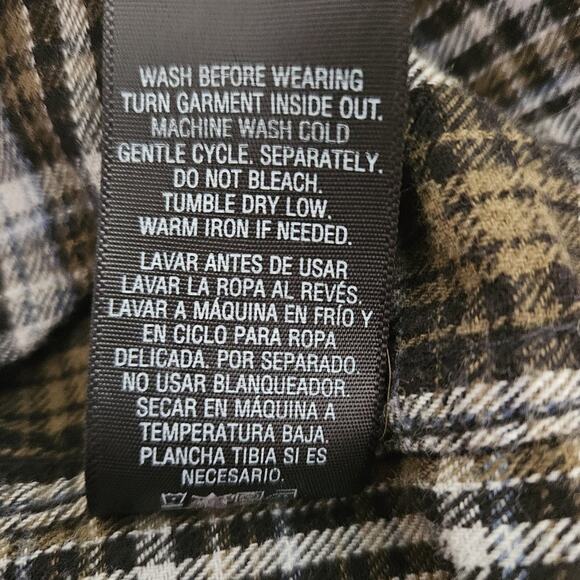 WASH BEFORE WEARING
TURN GARMENT INSIDE OUT.
MACHINE WASH COLD
GENTLE CYCLE. SEPARATELY.
DO NOT BLEACH.
TUMBLE DRY LOW.
WARM IRON IF NEEDED.
LAVAR ANTES DE USAR
LAVAR LA ROPA AL REVÉS.
LAVAR A MÁQUINA EN FRÍO Y
EN CICLO PARA ROPA
DELICADA. POR SEPARADO.
NO USAR BLANQUEADOR.
SECAR EN MÁQUINA A
TEMPERATURA BAJA.
PLANCHA TIBIA SI ES
NECESARIO.